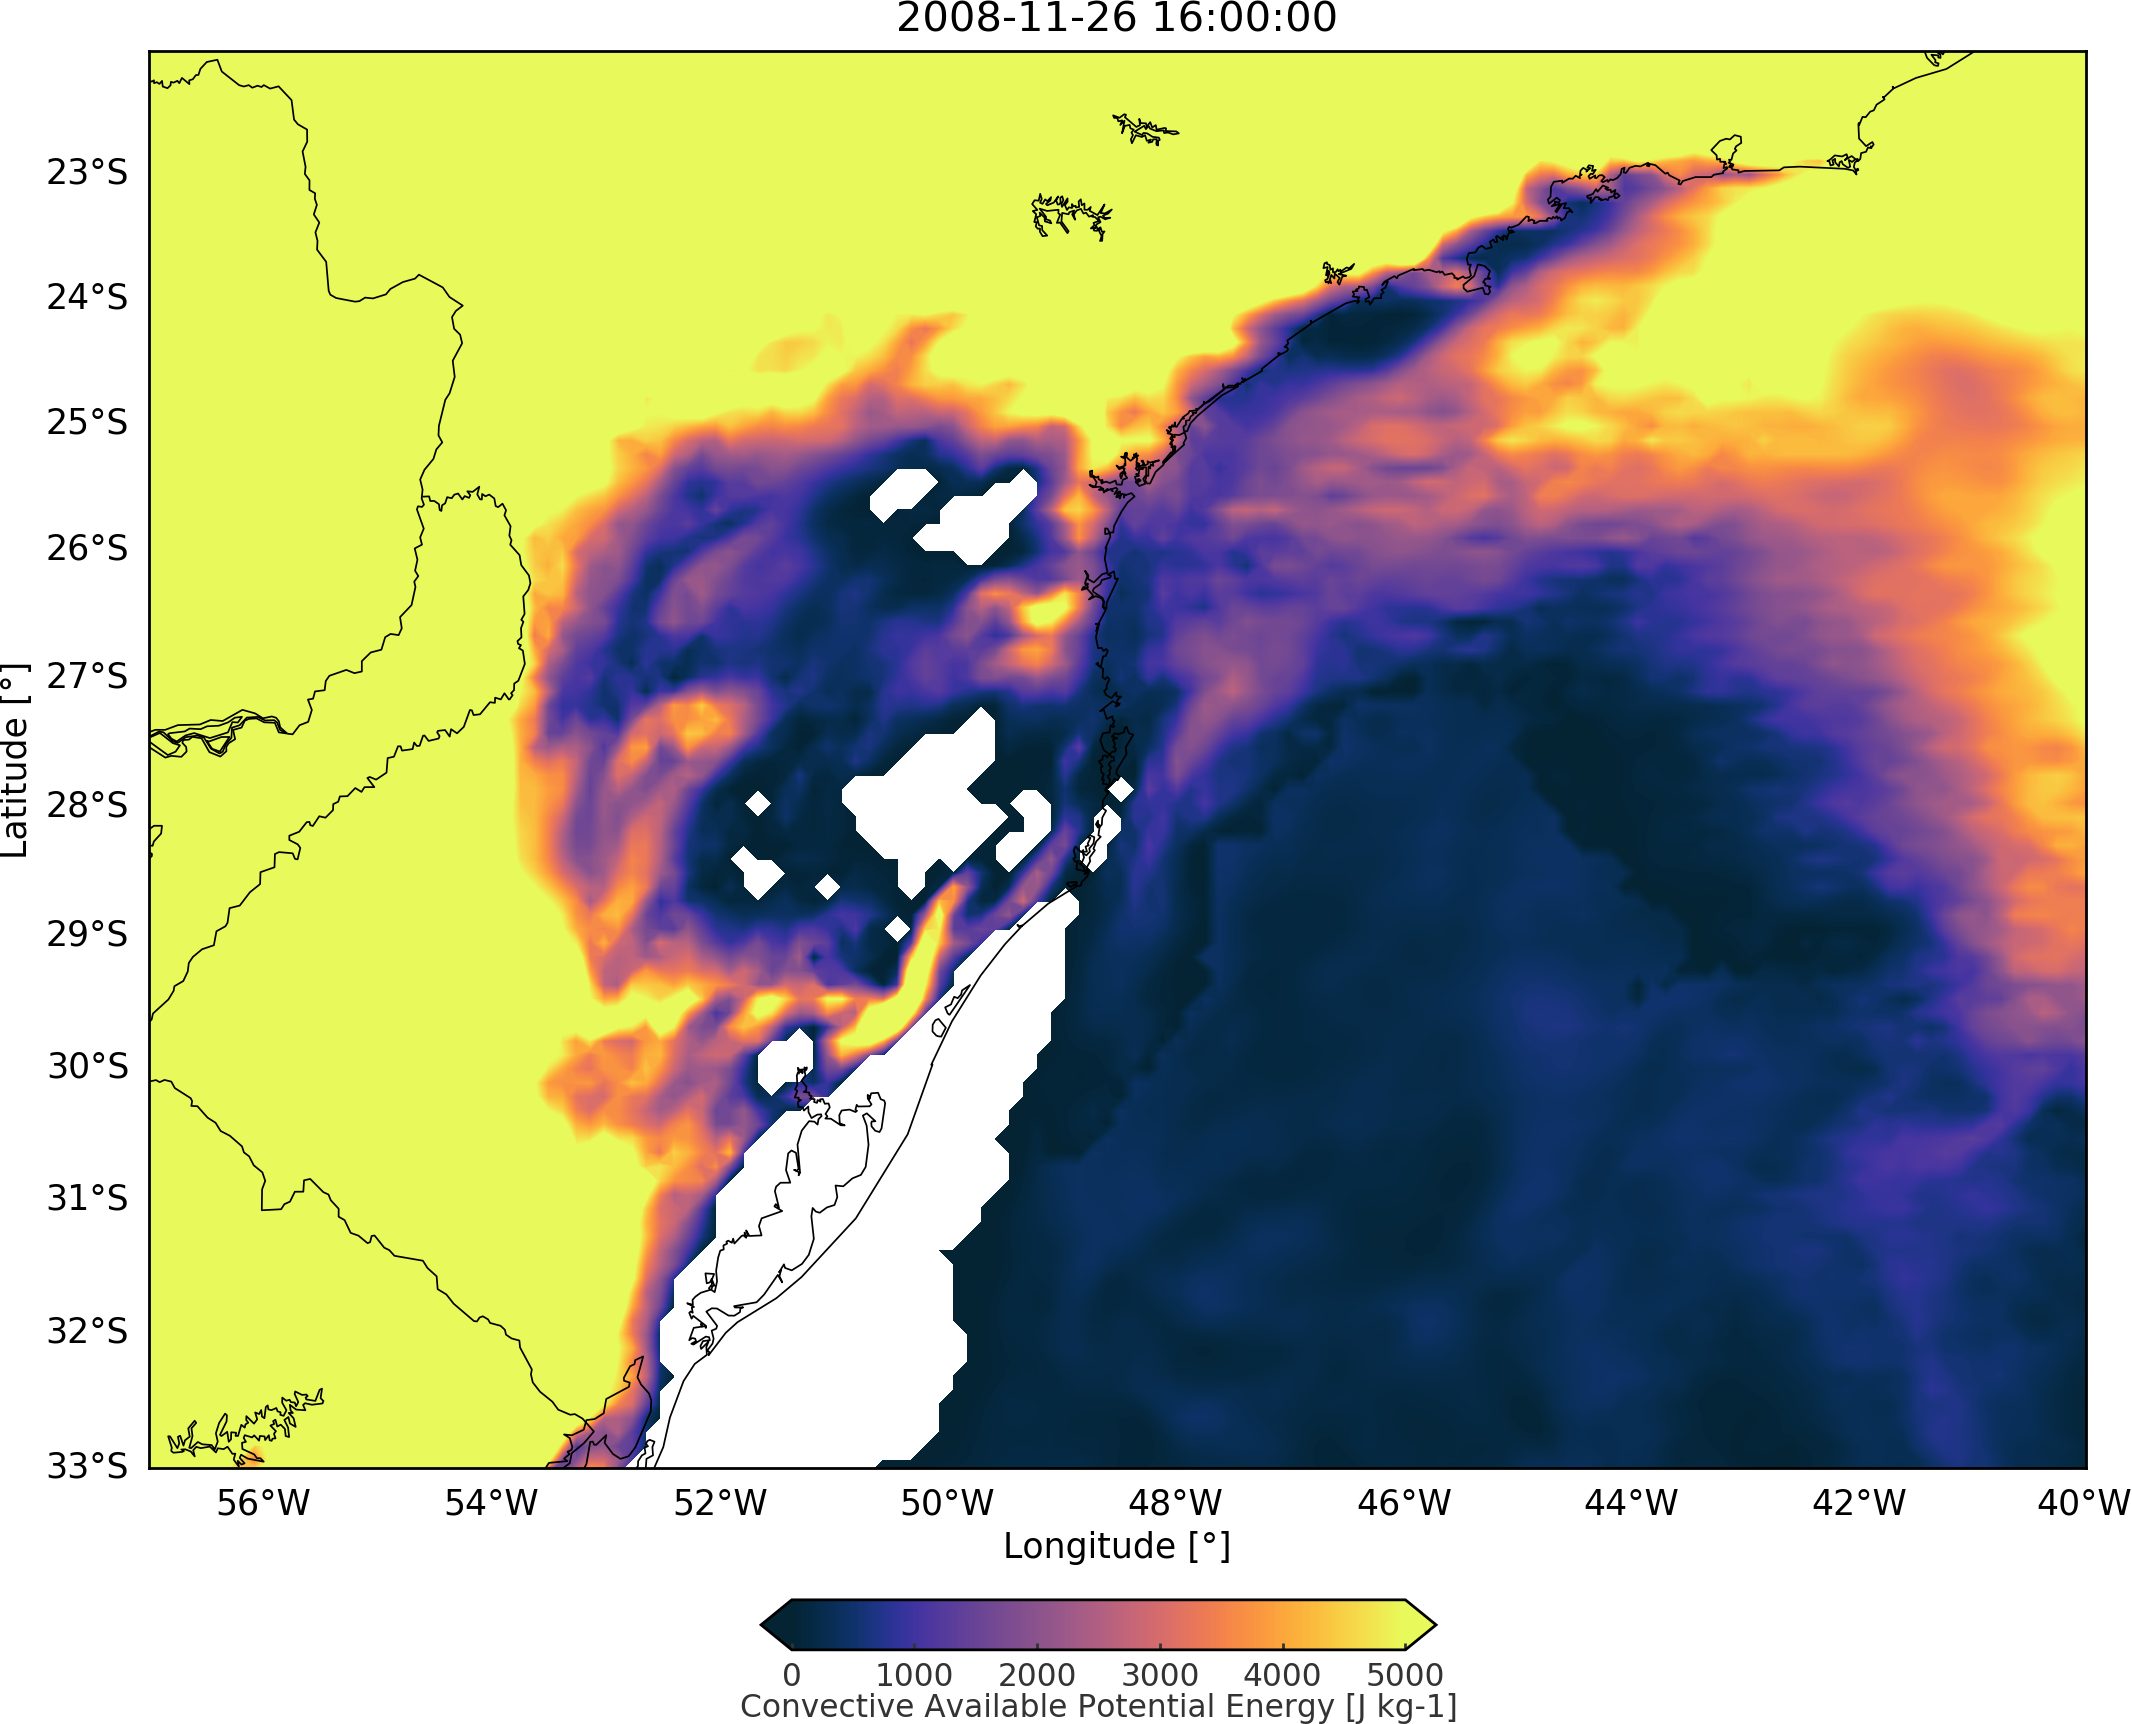 2008-11-26 16:00:00
23°S
24°S
25°S
26°S
27°S
28°S
29°S
30°S
31°S
32°S
33°S
Latitude [°]
56°W 54°W 52°W 50°W 48°W 46°W 44°W 42°W 40°W
Longitude [°]
0 1000 2000 3000 4000 5000
Convective Available Potential Energy [J kg-1]